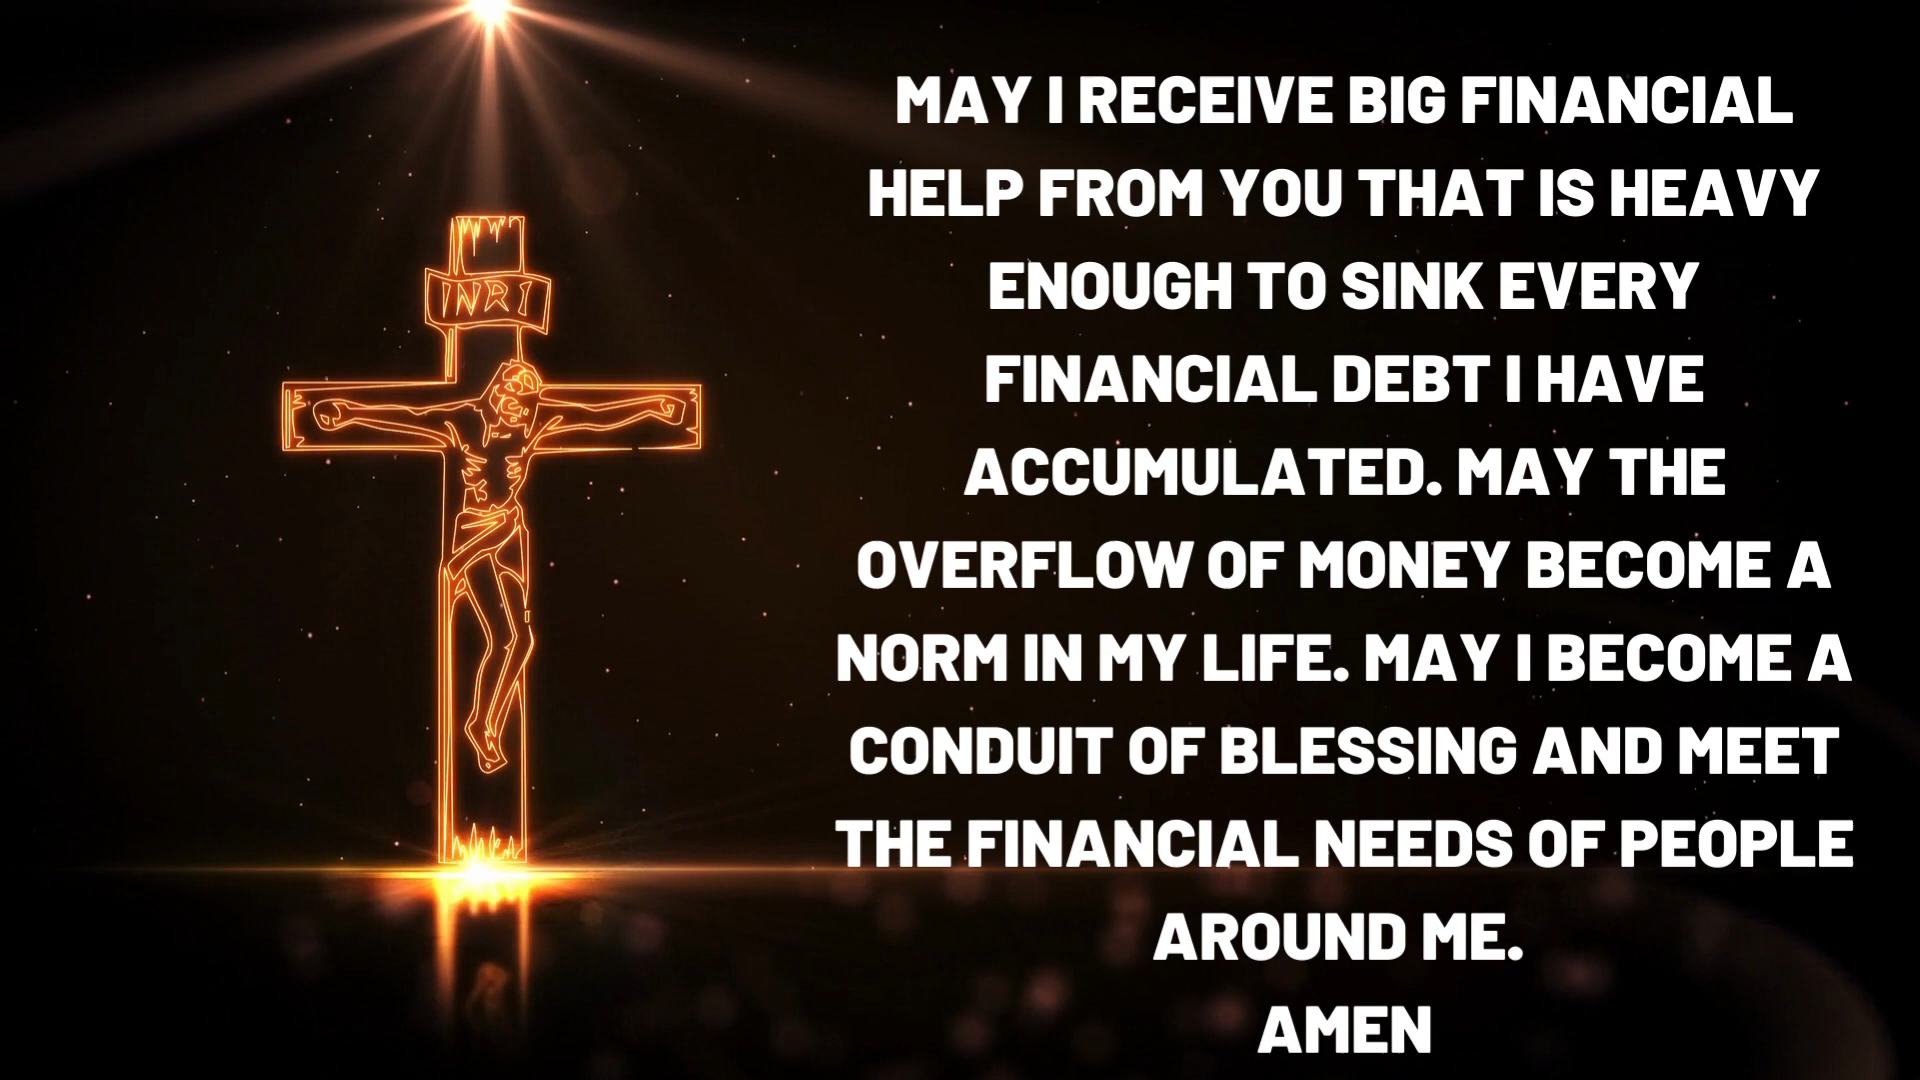 INRI
MAY I RECEIVE BIG FINANCIAL
HELP FROM YOU THAT IS HEAVY
ENOUGH TO SINK EVERY
FINANCIAL DEBT I HAVE
ACCUMULATED. MAY THE
OVERFLOW OF MONEY BECOME A
NORM IN MY LIFE. MAY I BECOME A
CONDUIT OF BLESSING AND MEET
THE FINANCIAL NEEDS OF PEOPLE
AROUND ME.
AMEN